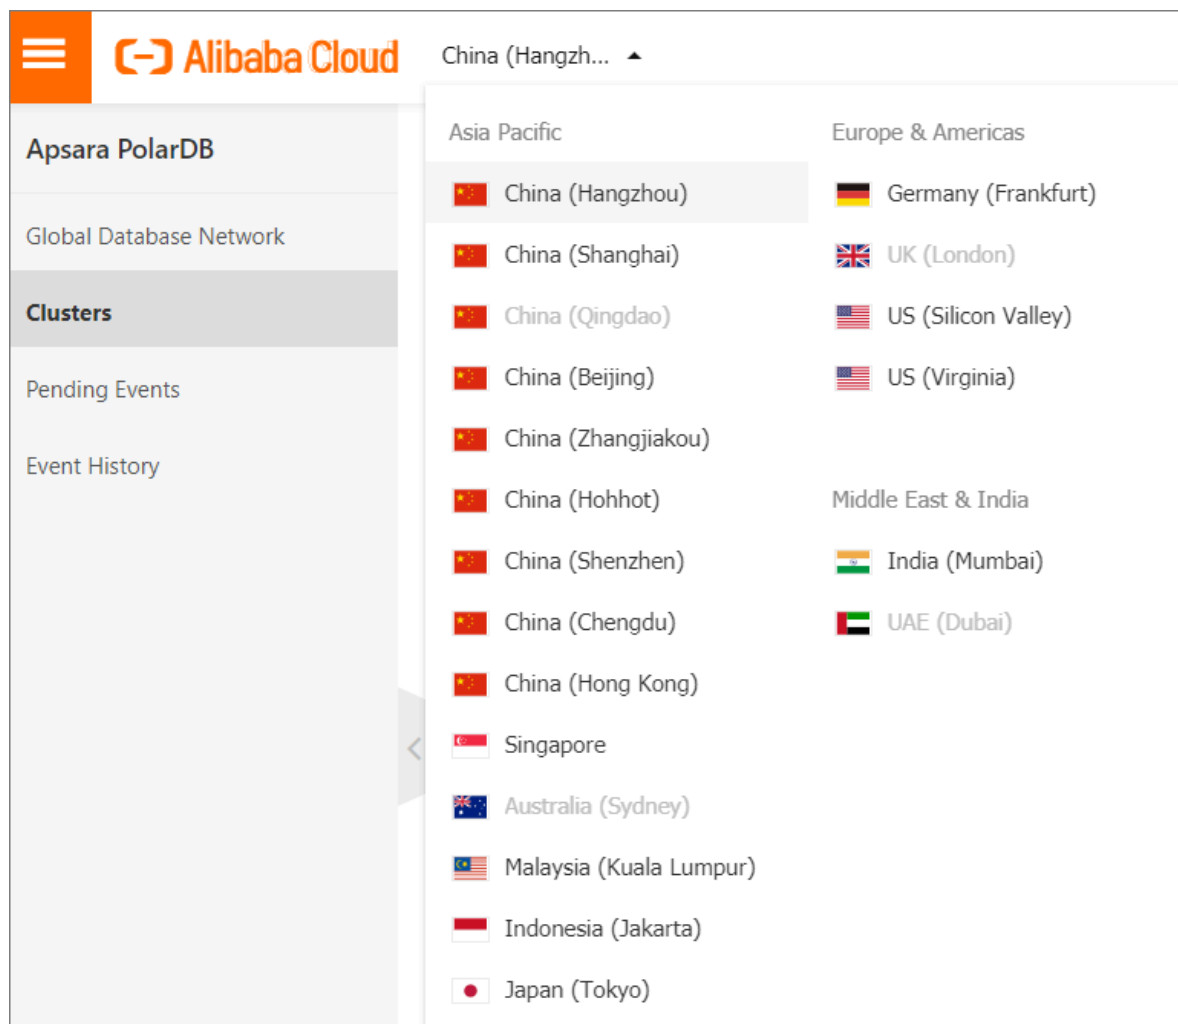 Alibaba Cloud
China (Hangzh...
Apsara PolarDB
Global Database Network
Clusters
Pending Events
Event History
Asia Pacific
China (Hangzhou)
China (Shanghai)
China (Qingdao)
China (Beijing)
China (Zhangjiakou)
China (Hohhot)
China (Shenzhen)
China (Chengdu)
China (Hong Kong)
Singapore
Australia (Sydney)
Malaysia (Kuala Lumpur)
Indonesia (Jakarta)
Japan (Tokyo)
Europe & Americas
Germany (Frankfurt)
UK (London)
US (Silicon Valley)
US (Virginia)
Middle East & India
India (Mumbai)
UAE (Dubai)